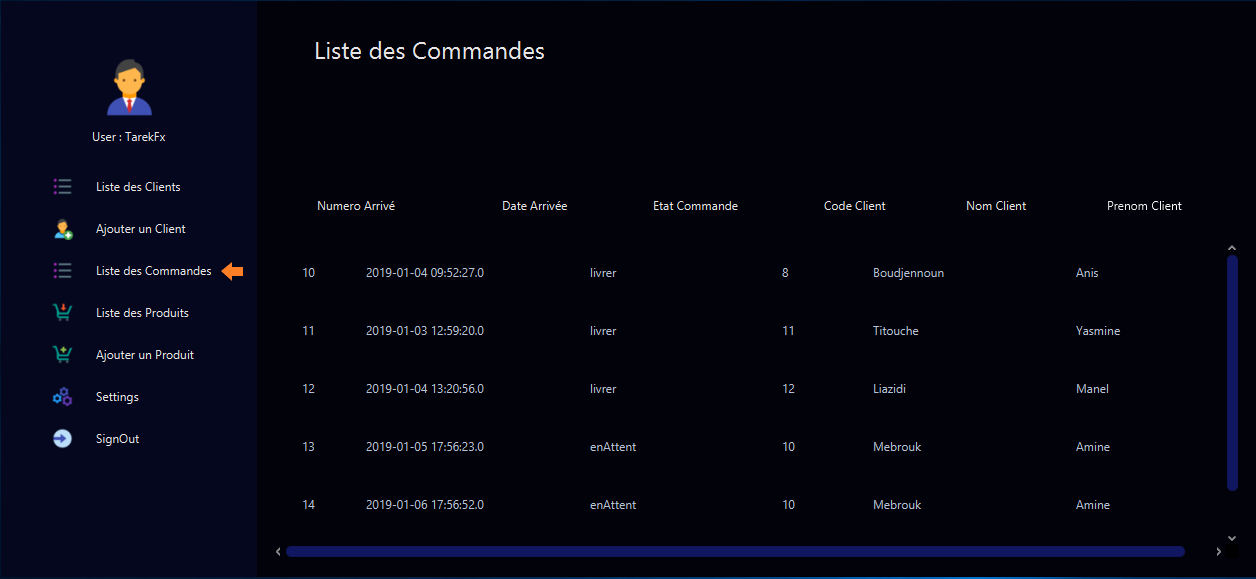 User : TarekFx
Liste des Clients
Ajouter un Client
Liste des Commandes
Liste des Produits
Ajouter un Produit
Settings
SignOut
Liste des Commandes
Numero Arrivé Date Arrivée Etat Commande Code Client Nom Client Prenom Client
10 2019-01-04 09:52:27.0 livrer 8 Boudjennoun Anis
11 2019-01-03 12:59:20.0 livrer 11 Titouche Yasmine
12 2019-01-04 13:20:56.0 livrer 12 Liazidi Manel
13 2019-01-05 17:56:23.0 enAttent 10 Mebrouk Amine
14 2019-01-06 17:56:52.0 enAttent 10 Mebrouk Amine